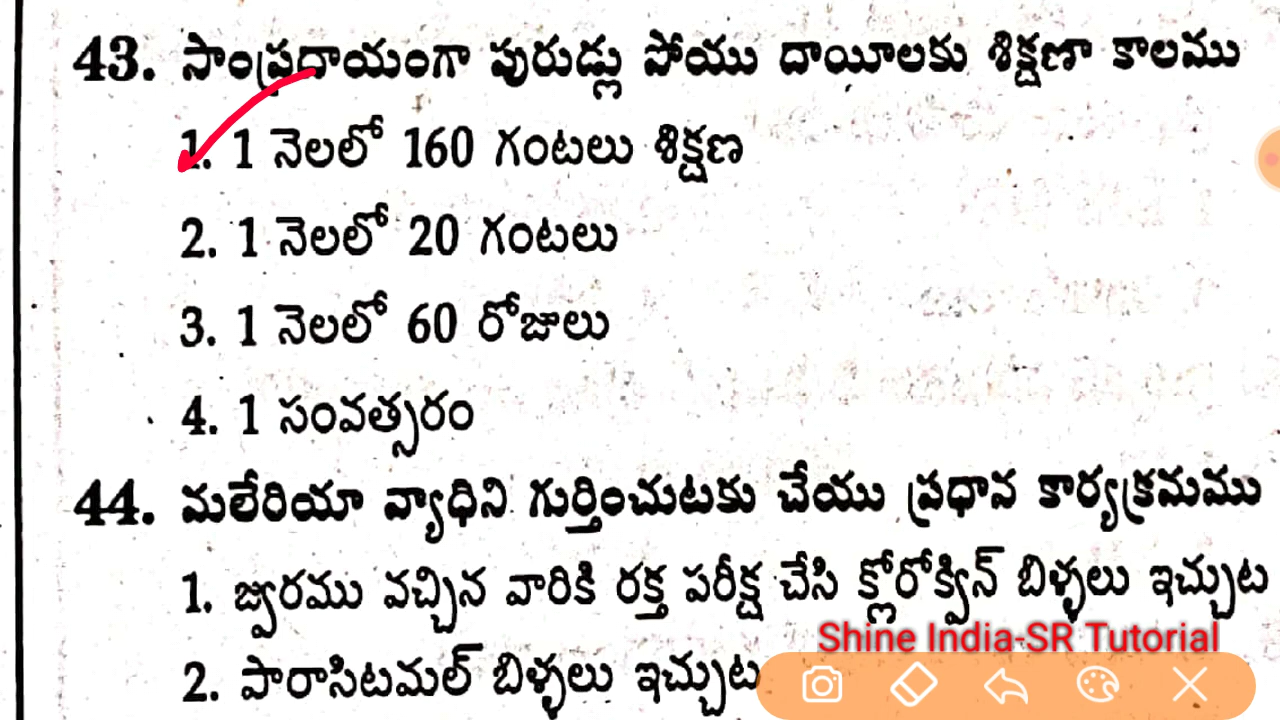 43. సాంప్రదాయంగా పురుడ్లు పోయు దాయీలకు శిక్షణా కాలము
1. 1 నెలలో 160 గంటలు శిక్షణ
2. 1 నెలలో 20 గంటలు
3. 1 నెలలో 60 రోజులు
4. 1 సంవత్సరం
44. మలేరియా వ్యాధిని గుర్తించుటకు చేయు ప్రధాన కార్యక్రమము
1. జ్వరము వచ్చిన వారికి రక్త పరీక్ష చేసి క్లోరోక్విన్ బిళ్ళలు ఇచ్చుట
Shine India-SR Tutorial
2. పారాసిటమల్ బిళ్ళలు ఇచ్చుట